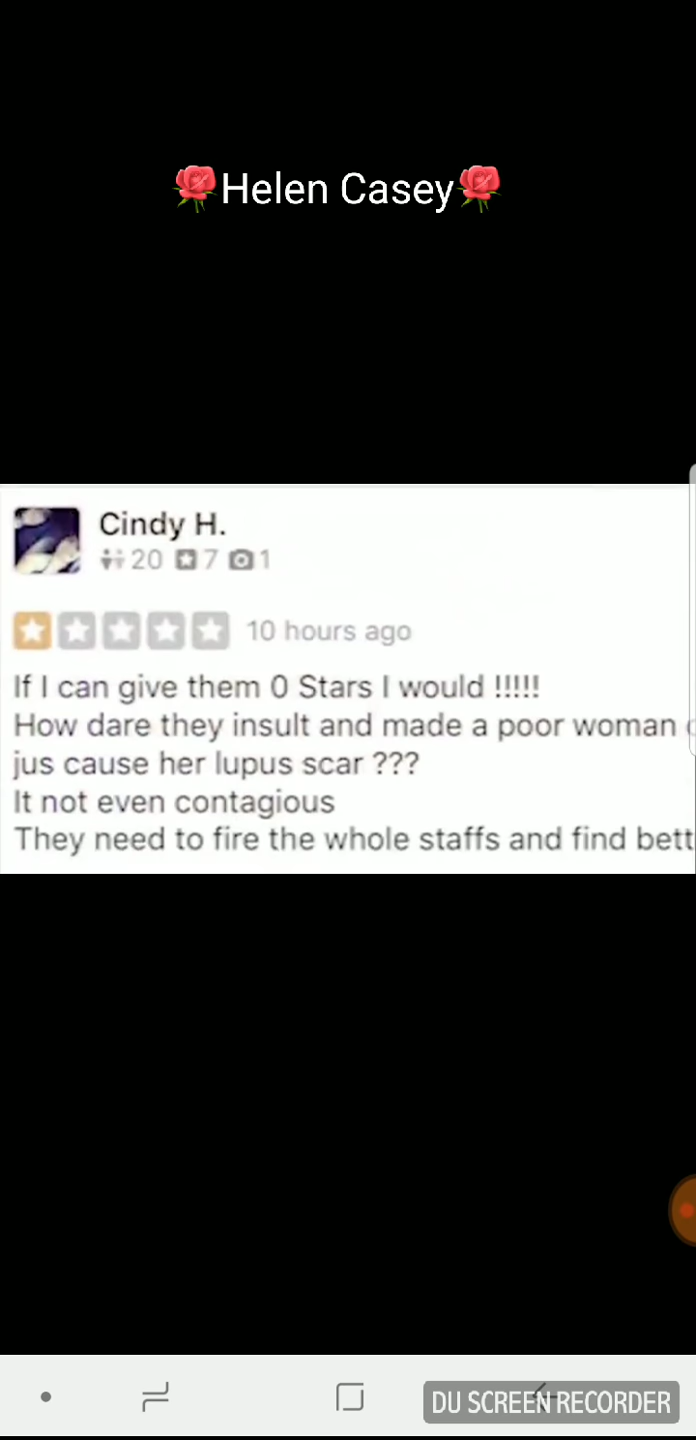 🌹Helen Casey🌹
Cindy H.
20 7 1
10 hours ago
If I can give them 0 Stars I would !!!!!
How dare they insult and made a poor woman
jus cause her lupus scar ???
It not even contagious
They need to fire the whole staffs and find bett
DU SCREEN RECORDER